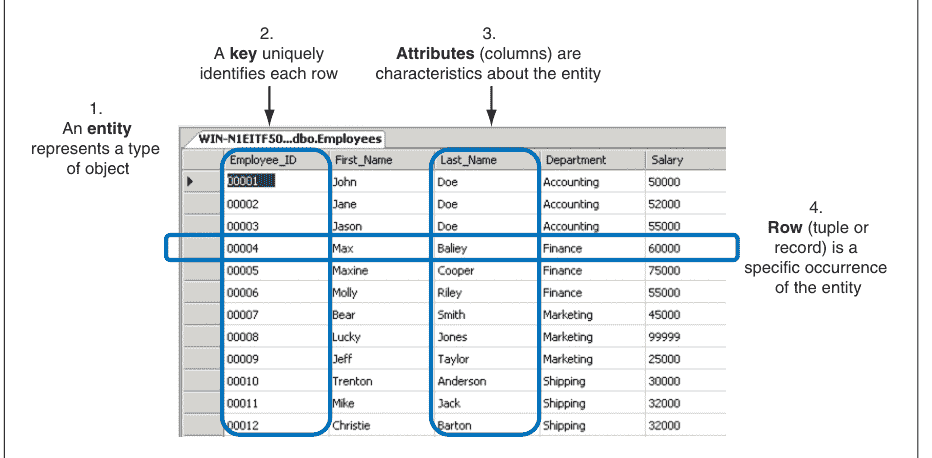 2.
A key uniquely
identifies each row
3.
Attributes (columns) are
characteristics about the entity
1.
An entity
represents a type
of object
WIN-N1EITF50...dbo.Employees
Employee_ID First_Name Last_Name Department Salary
00001 John Doe Accounting 50000
00002 Jane Doe Accounting 52000
00003 Jason Doe Accounting 55000
00004 Max Baliey Finance 60000
00005 Maxine Cooper Finance 75000
00006 Molly Riley Finance 55000
00007 Bear Smith Marketing 45000
00008 Lucky Jones Marketing 99999
00009 Jeff Taylor Marketing 25000
00010 Trenton Anderson Shipping 30000
00011 Mike Jack Shipping 32000
00012 Christie Barton Shipping 32000
4.
Row (tuple or
record) is a
specific occurrence
of the entity